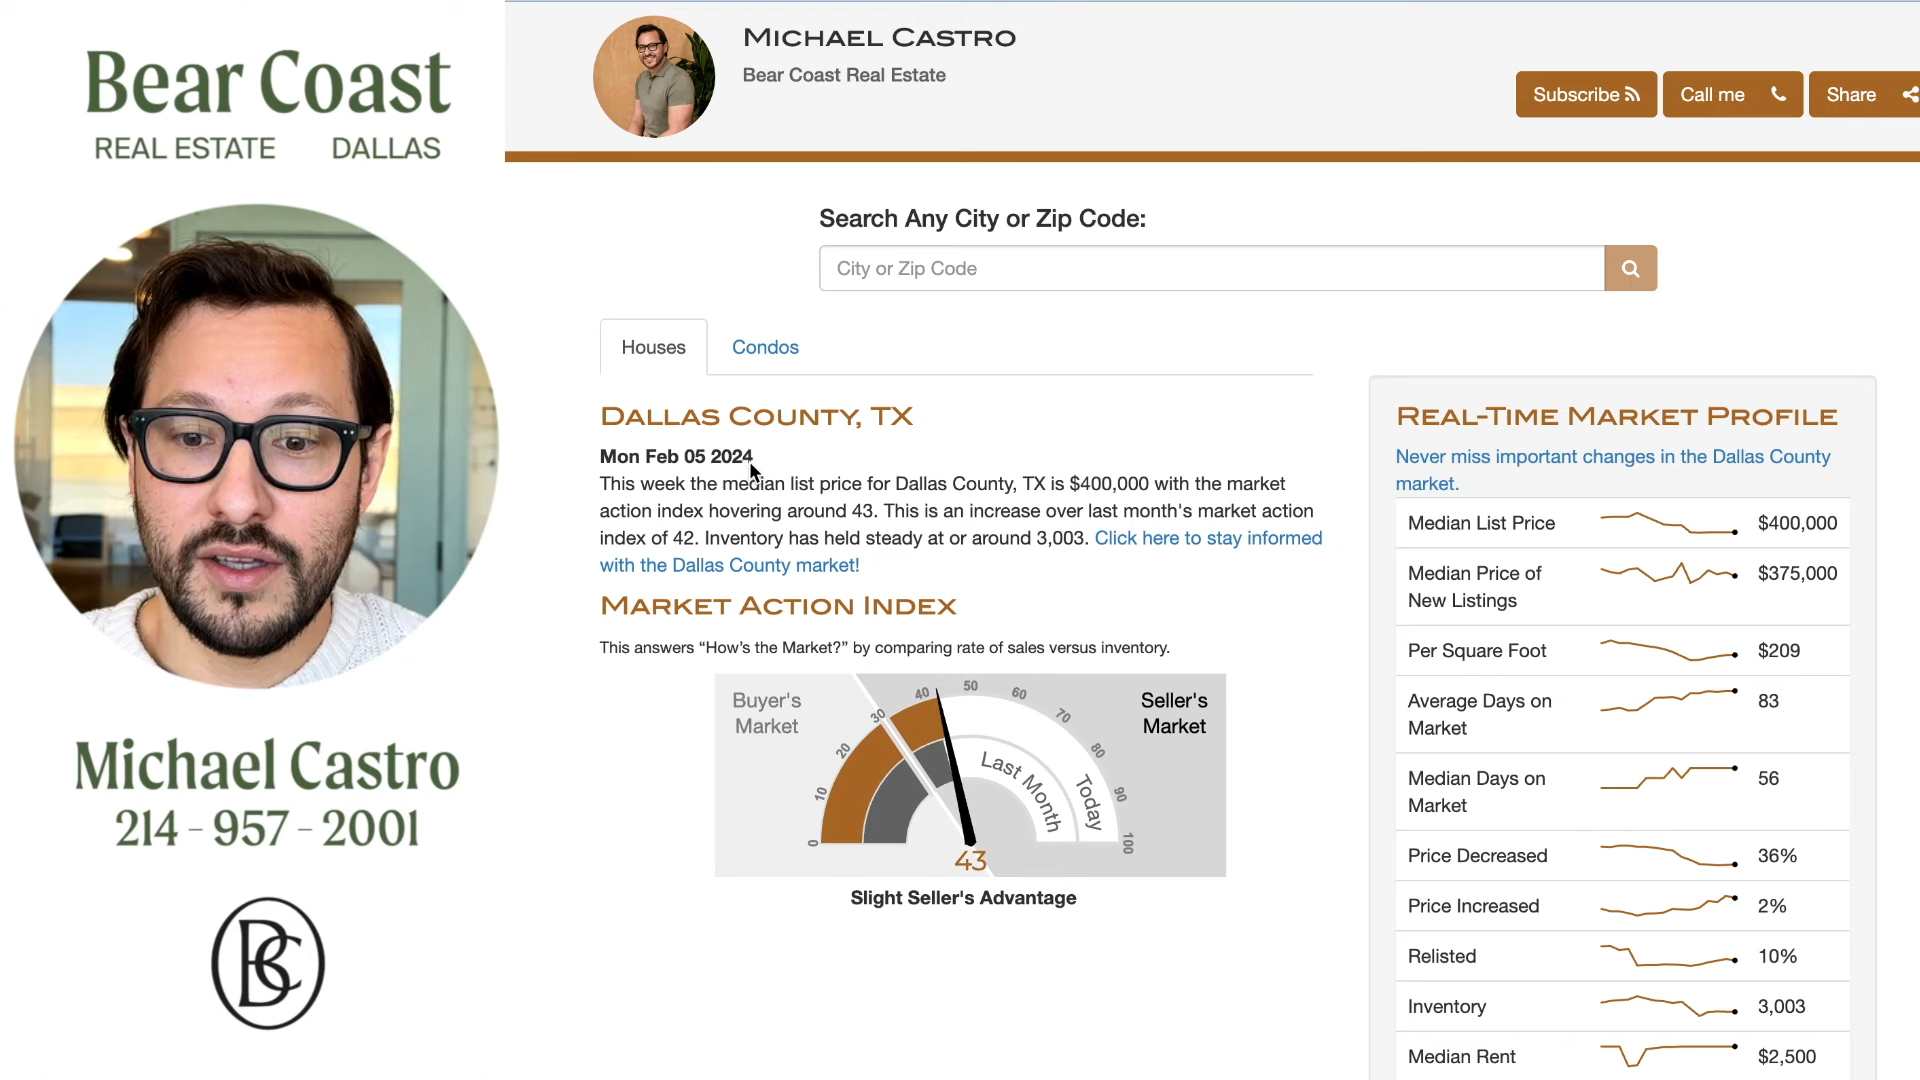 Bear Coast
REAL ESTATE DALLAS
Michael Castro
214 - 957 - 2001
BC
MICHAEL CASTRO
Bear Coast Real Estate
Subscribe
Call me
Share
Search Any City or Zip Code:
City or Zip Code
Houses
Condos
DALLAS COUNTY, TX
Mon Feb 05 2024
This week the median list price for Dallas County, TX is $400,000 with the market
action index hovering around 43. This is an increase over last month's market action
index of 42. Inventory has held steady at or around 3,003. Click here to stay informed
with the Dallas County market!
MARKET ACTION INDEX
This answers “How’s the Market?” by comparing rate of sales versus inventory.
Buyer's
Market
Seller's
Market
0
10
20
30
40
50
60
70
80
90
100
Last Month
Today
43
Slight Seller's Advantage
REAL-TIME MARKET PROFILE
Never miss important changes in the Dallas County
market.
Median List Price $400,000
Median Price of
New Listings $375,000
Per Square Foot $209
Average Days on
Market 83
Median Days on
Market 56
Price Decreased 36%
Price Increased 2%
Relisted 10%
Inventory 3,003
Median Rent $2,500